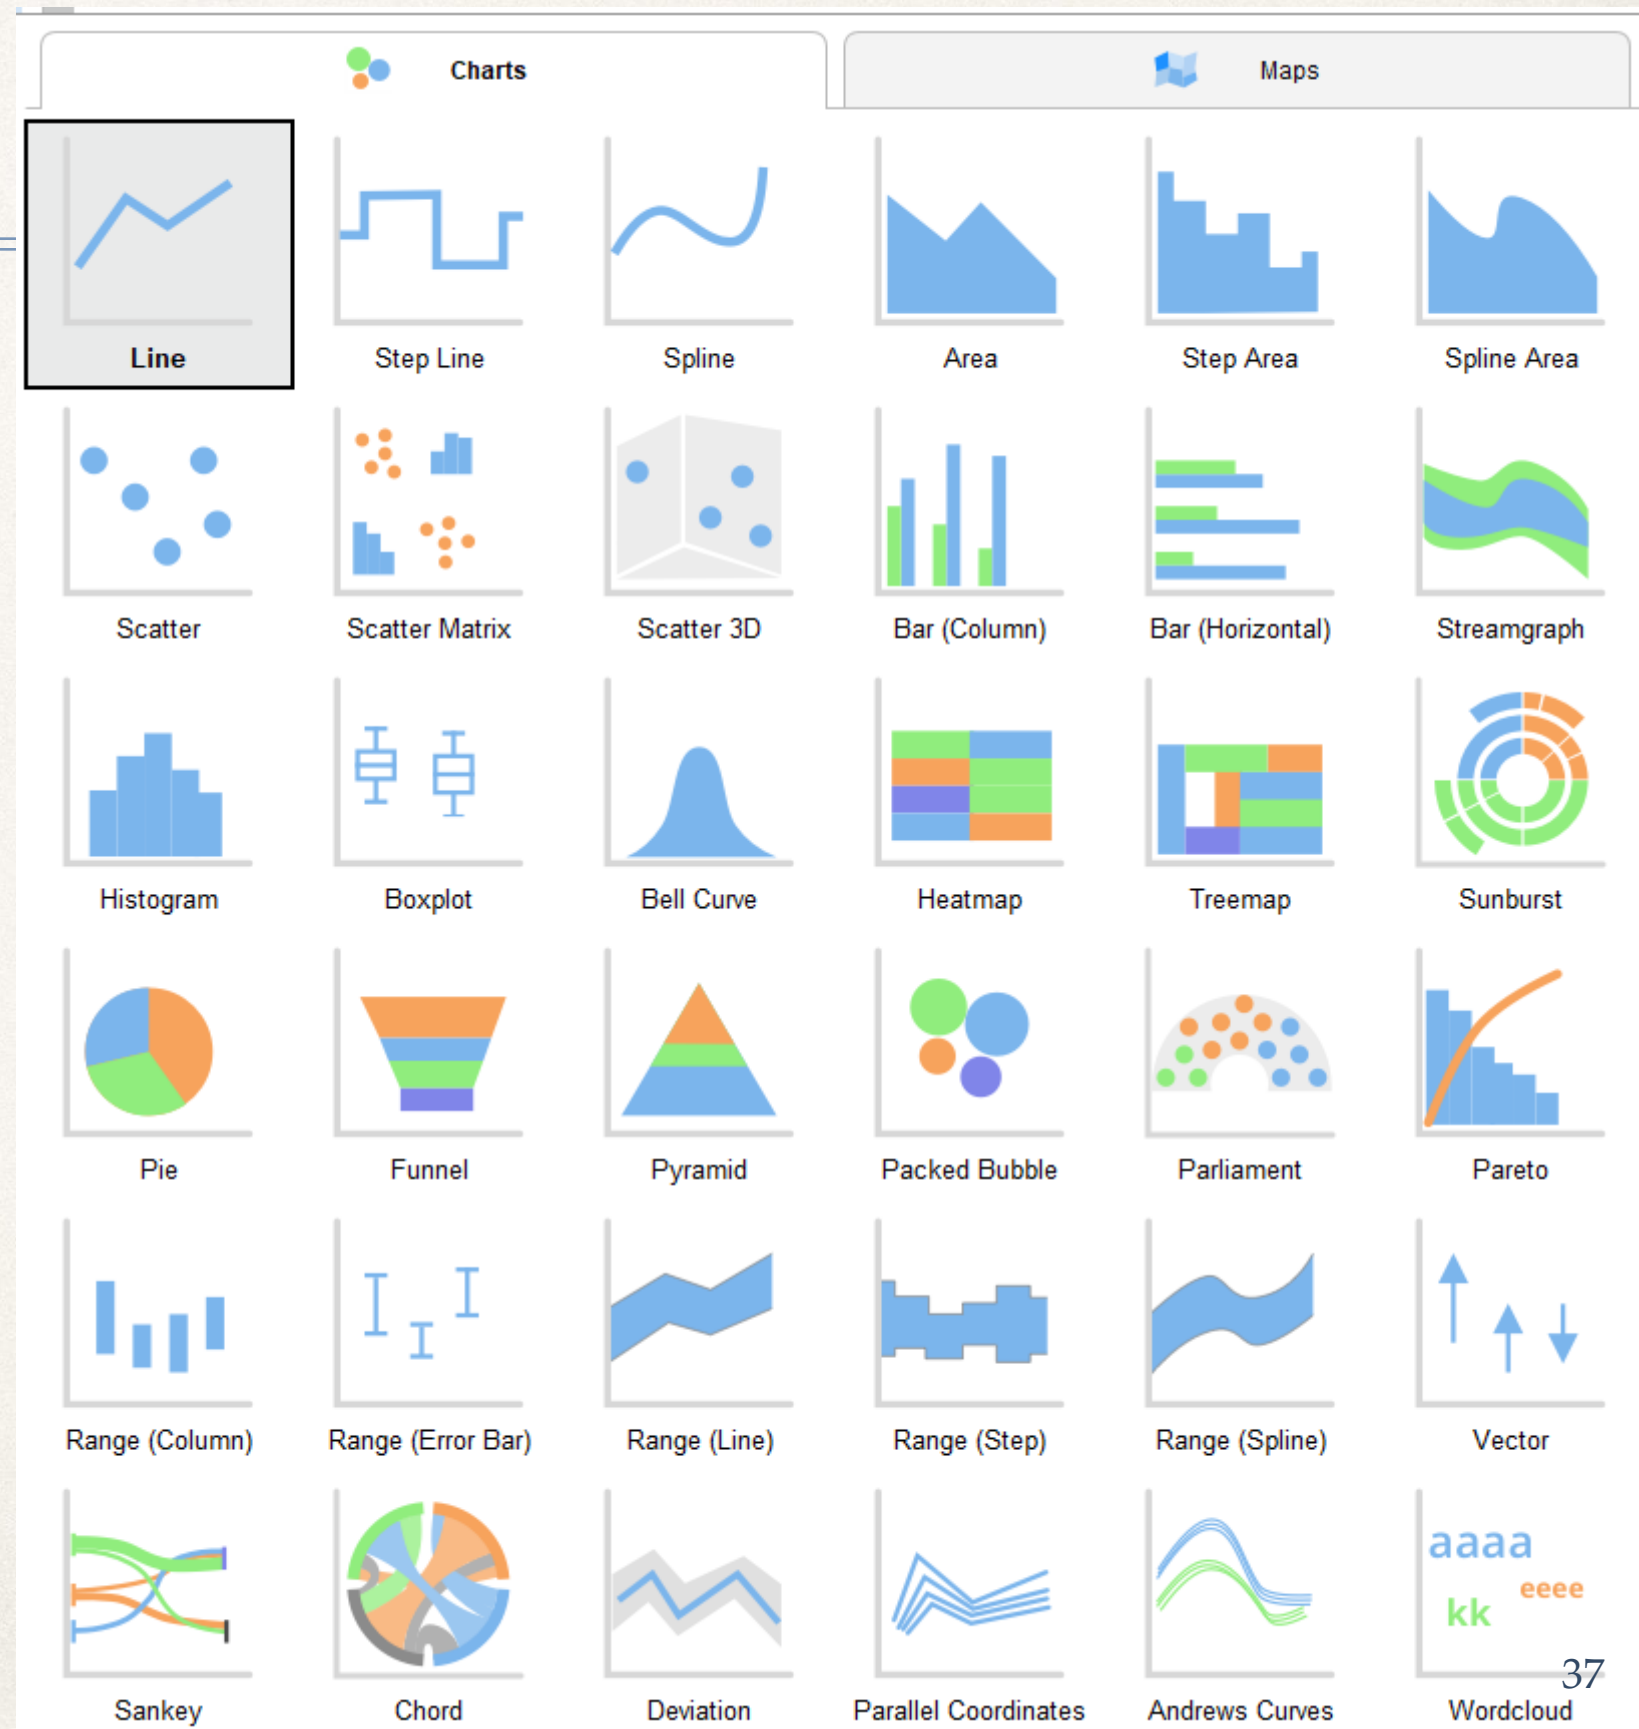 Charts Maps
Line Step Line Spline Area Step Area Spline Area
Scatter Scatter Matrix Scatter 3D Bar (Column) Bar (Horizontal) Streamgraph
Histogram Boxplot Bell Curve Heatmap Treemap Sunburst
Pie Funnel Pyramid Packed Bubble Parliament Pareto
Range (Column) Range (Error Bar) Range (Line) Range (Step) Range (Spline) Vector
aaaa
eeee
kk
37
Sankey Chord Deviation Parallel Coordinates Andrews Curves Wordcloud